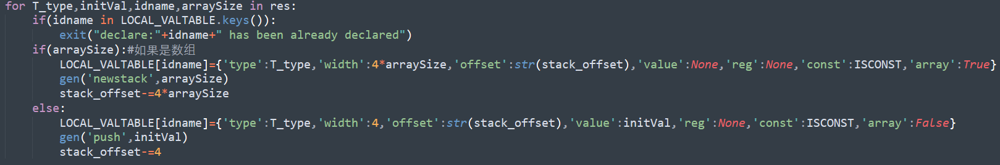 for T_type,initVal,idname,arraySize in res:
    if(idname in LOCAL_VALTABLE.keys()):
        exit("declare:"+idname+" has been already declared")
    if(arraySize):#如果是数组
        LOCAL_VALTABLE[idname]={'type':T_type,'width':4*arraySize,'offset':str(stack_offset),'value':None,'reg':None,'const':ISCONST,'array':True}
        gen('newstack',arraySize)
        stack_offset-=4*arraySize
    else:
        LOCAL_VALTABLE[idname]={'type':T_type,'width':4,'offset':str(stack_offset),'value':initVal,'reg':None,'const':ISCONST,'array':False}
        gen('push',initVal)
        stack_offset-=4